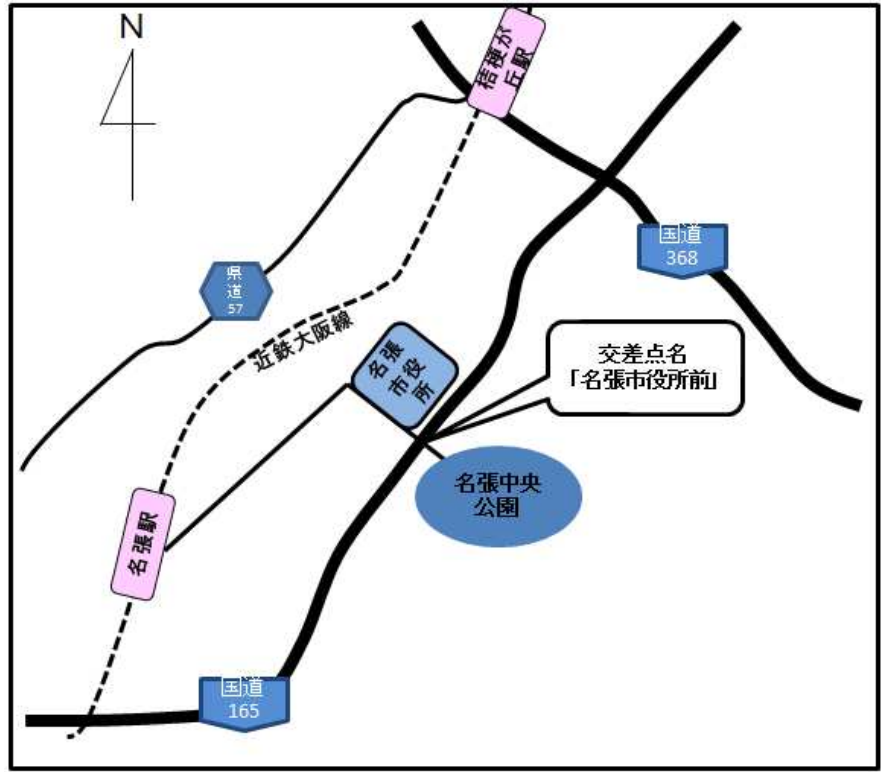 N
桔梗が
丘駅
国道
368
県
道
57
近鉄大阪線
交差点名
「名張市役所前」
名張
市役
所
名張中央
公園
名張駅
国道
165